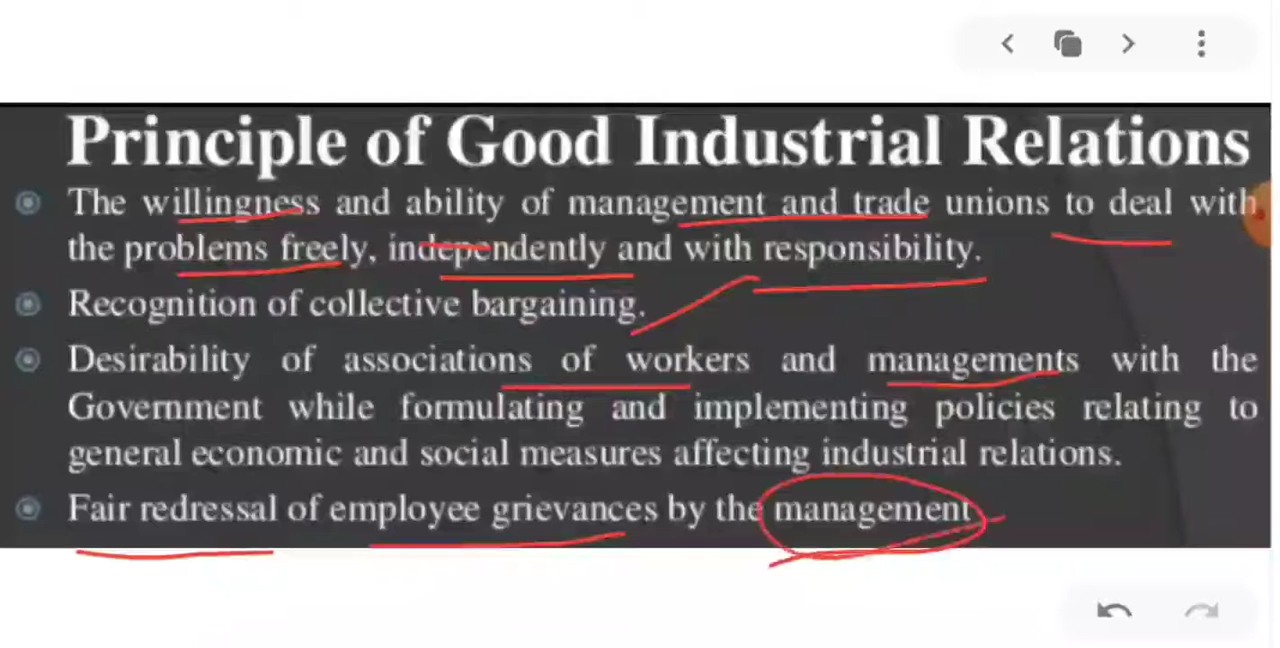 Principle of Good Industrial Relations
The willingness and ability of management and trade unions to deal with
the problems freely, independently and with responsibility.
Recognition of collective bargaining.
Desirability of associations of workers and managements with the
Government while formulating and implementing policies relating to
general economic and social measures affecting industrial relations.
Fair redressal of employee grievances by the management